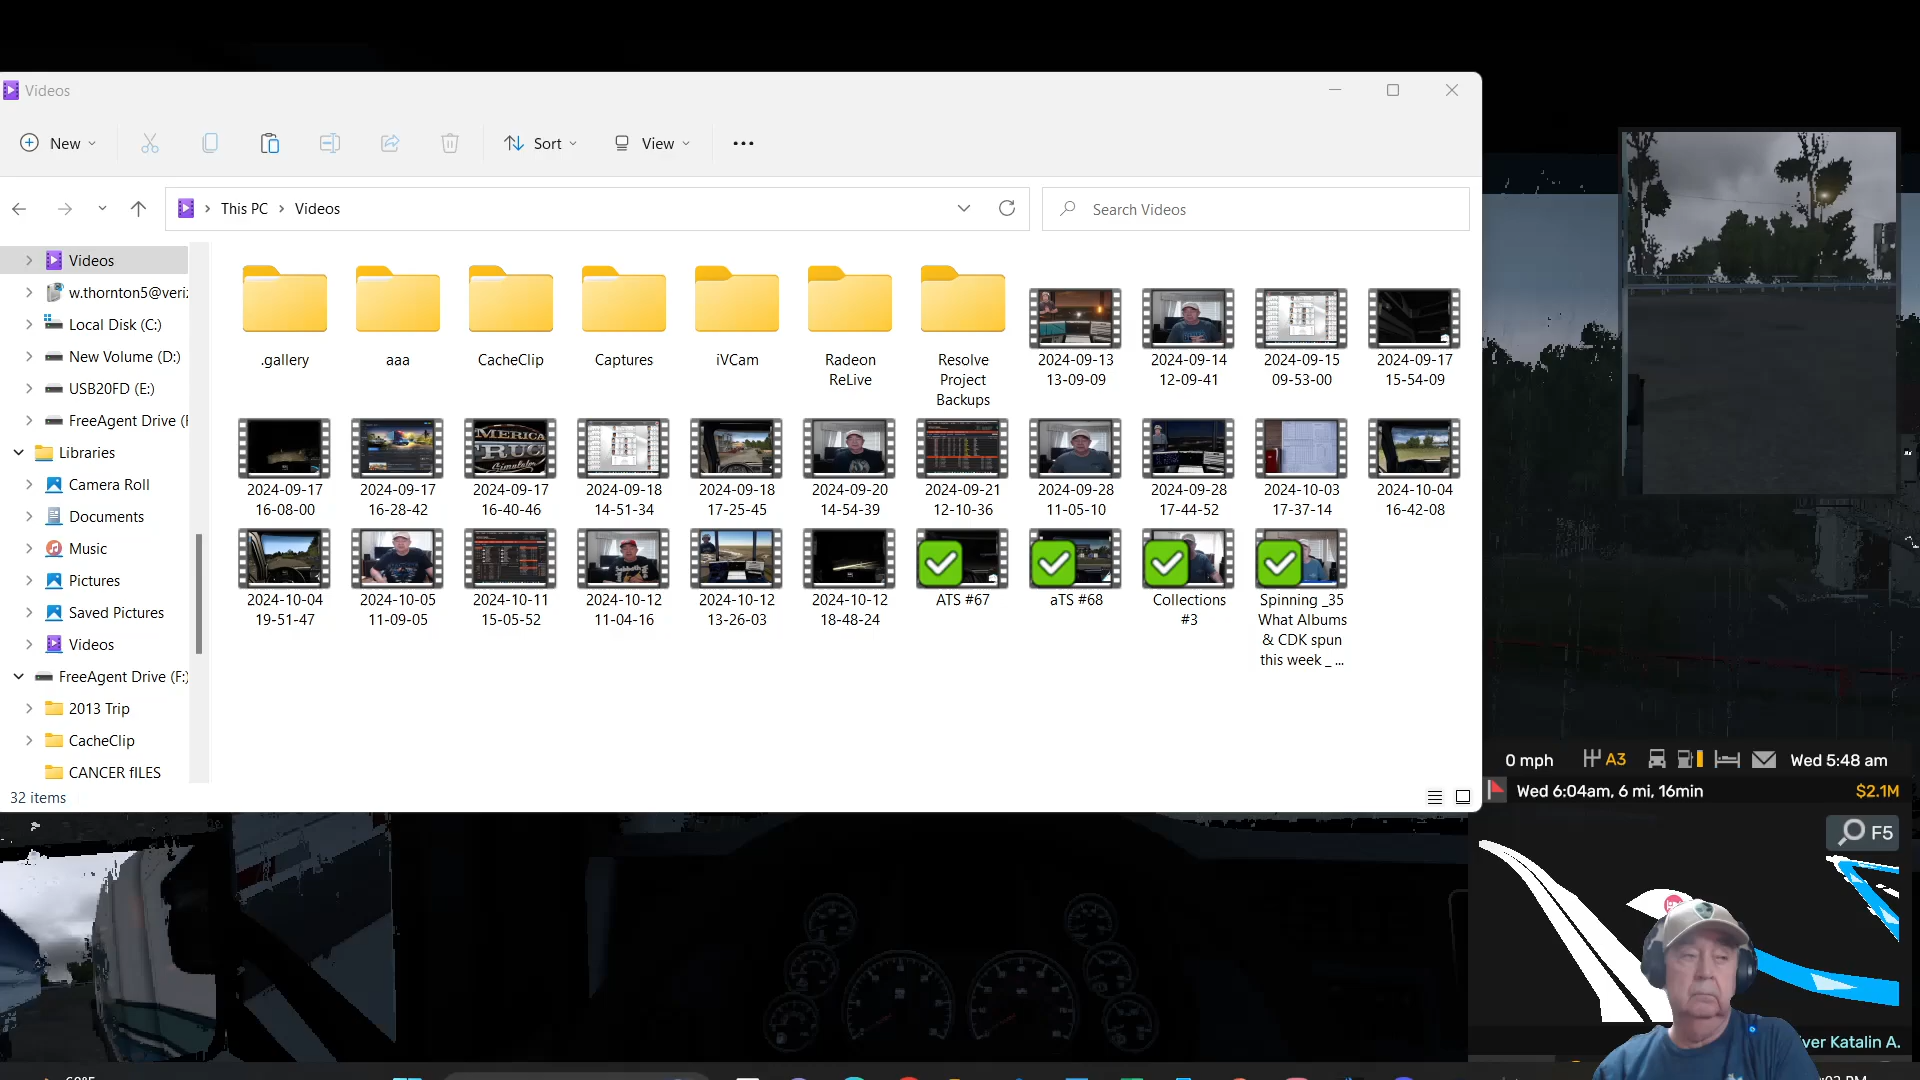 Videos
New
Sort
View
This PC > Videos
Search Videos
Videos
w.thornton5@veri
Local Disk (C:)
New Volume (D:)
USB20FD (E:)
FreeAgent Drive (
Libraries
Camera Roll
Documents
Music
Pictures
Saved Pictures
Videos
FreeAgent Drive (F:)
2013 Trip
CacheClip
CANCER fILES
.gallery
aaa
CacheClip
Captures
iVCam
Radeon
ReLive
Resolve
Project
Backups
2024-09-13
13-09-09
2024-09-14
12-09-41
2024-09-15
09-53-00
2024-09-17
15-54-09
2024-09-17
16-08-00
2024-09-17
16-28-42
2024-09-17
16-40-46
2024-09-18
14-51-34
2024-09-18
17-25-45
2024-09-20
14-54-39
2024-09-21
12-10-36
2024-09-28
11-05-10
2024-09-28
17-44-52
2024-10-03
17-37-14
2024-10-04
16-42-08
2024-10-04
19-51-47
2024-10-05
11-09-05
2024-10-11
15-05-52
2024-10-12
11-04-16
2024-10-12
13-26-03
2024-10-12
18-48-24
ATS #67
aTS #68
Collections
#3
Spinning _35
What Albums
& CDK spun
this week _ ...
32 items
0 mph A3 Wed 5:48 am
Wed 6:04am, 6 mi, 16min $2.1M
F5
ver Katalin A.